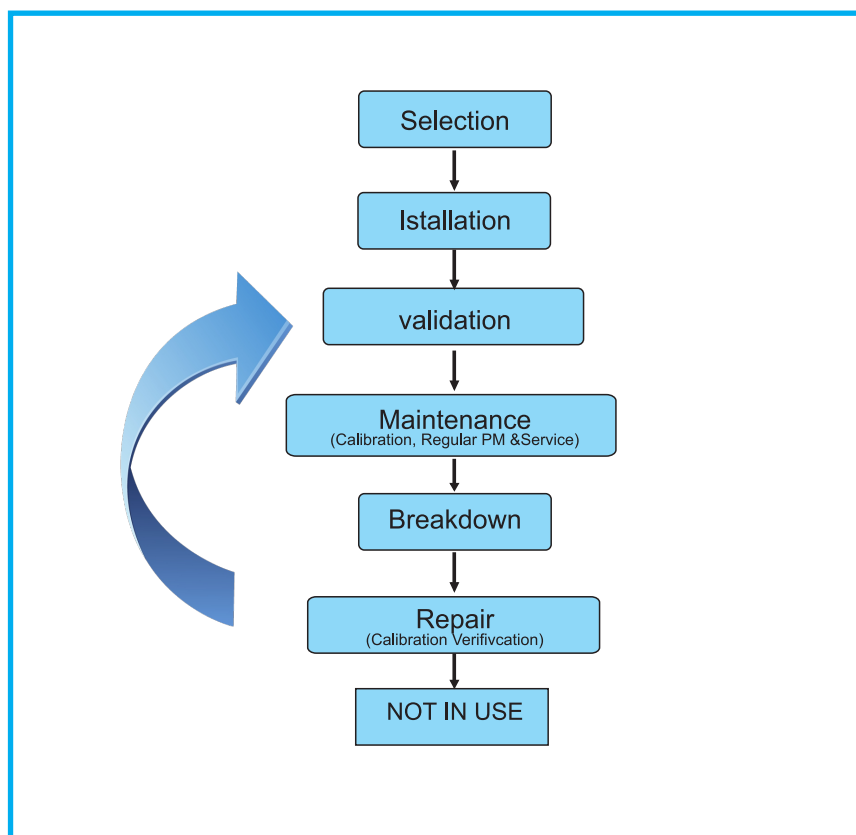 Selection
Istallation
validation
Maintenance
(Calibration, Regular PM &Service)
Breakdown
Repair
(Calibration Verifivcation)
NOT IN USE